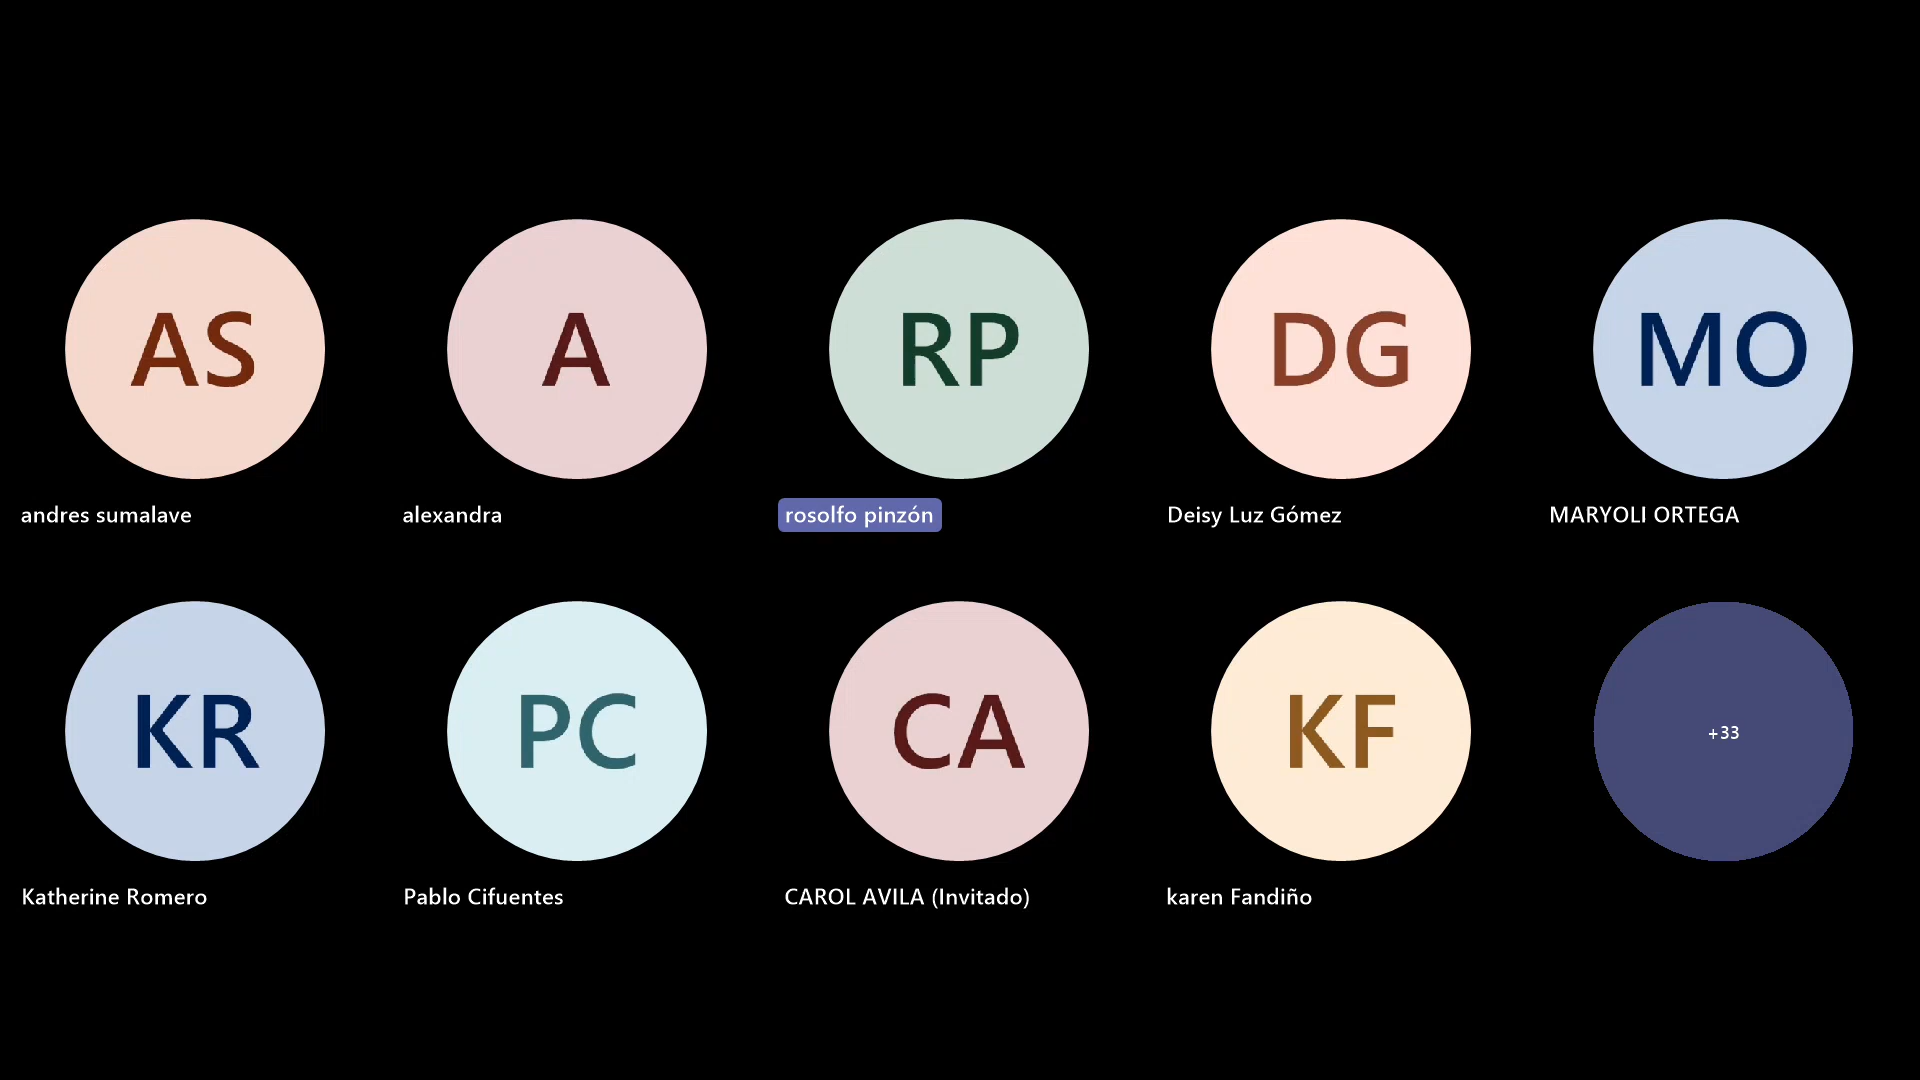 AS
A
RP
DG
MO
andres sumalave
alexandra
rosolfo pinzón
Deisy Luz Gómez
MARYOLI ORTEGA
KR
PC
CA
KF
+33
Katherine Romero
Pablo Cifuentes
CAROL AVILA (Invitado)
karen Fandiño